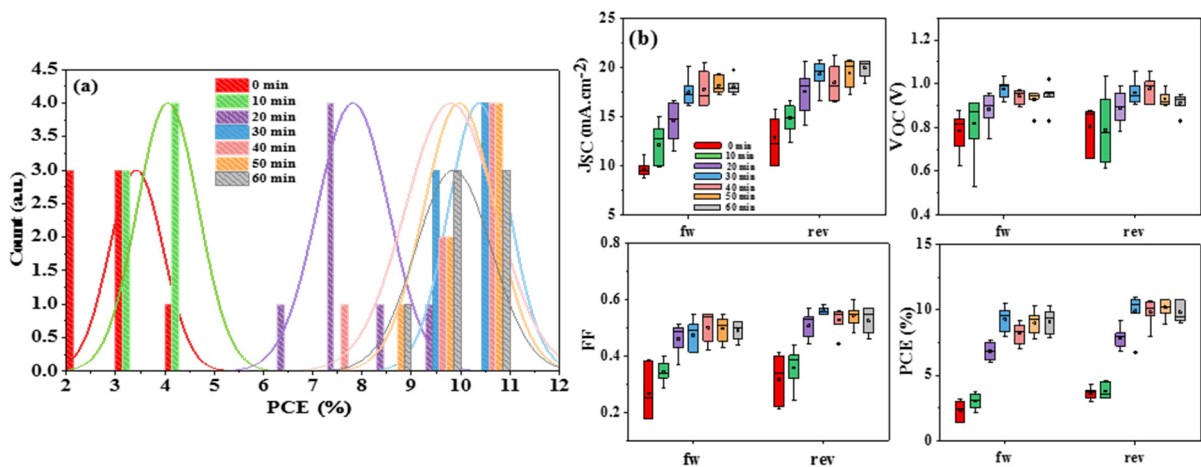 (a)
4.5
4.0
3.5
3.0
2.5
2.0
1.5
1.0
0.5
0.0
Count (a.u.)
0 min
10 min
20 min
30 min
40 min
50 min
60 min
2 3 4 5 6 7 8 9 10 11 12
PCE (%)
(b)
25
20
15
10
5
JSC (mA.cm-2)
0 min
10 min
20 min
30 min
40 min
50 min
60 min
fw rev
1.2
1.0
0.8
0.6
0.4
VOC (V)
fw rev
0.8
0.6
0.4
0.2
FF
fw rev
15
10
5
0
PCE (%)
fw rev